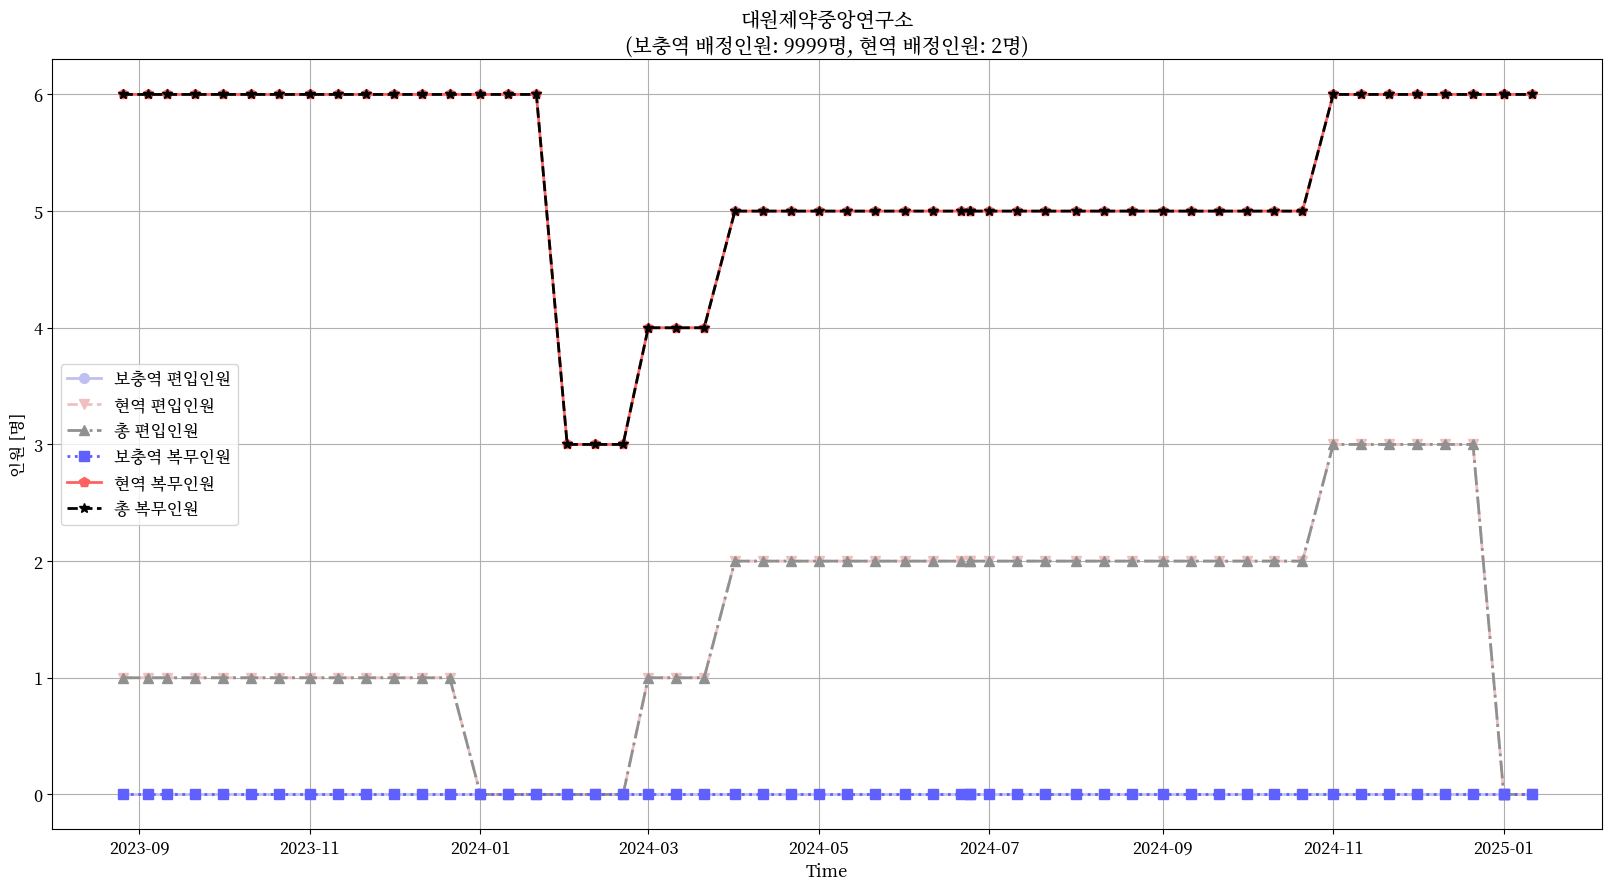 대원제약중앙연구소
(보충역 배정인원: 9999명, 현역 배정인원: 2명)
6
5
4
3
2
1
0
인원 [명]
보충역 편입인원
현역 편입인원
총 편입인원
보충역 복무인원
현역 복무인원
총 복무인원
2023-09
2023-11
2024-01
2024-03
2024-05
2024-07
2024-09
2024-11
2025-01
Time